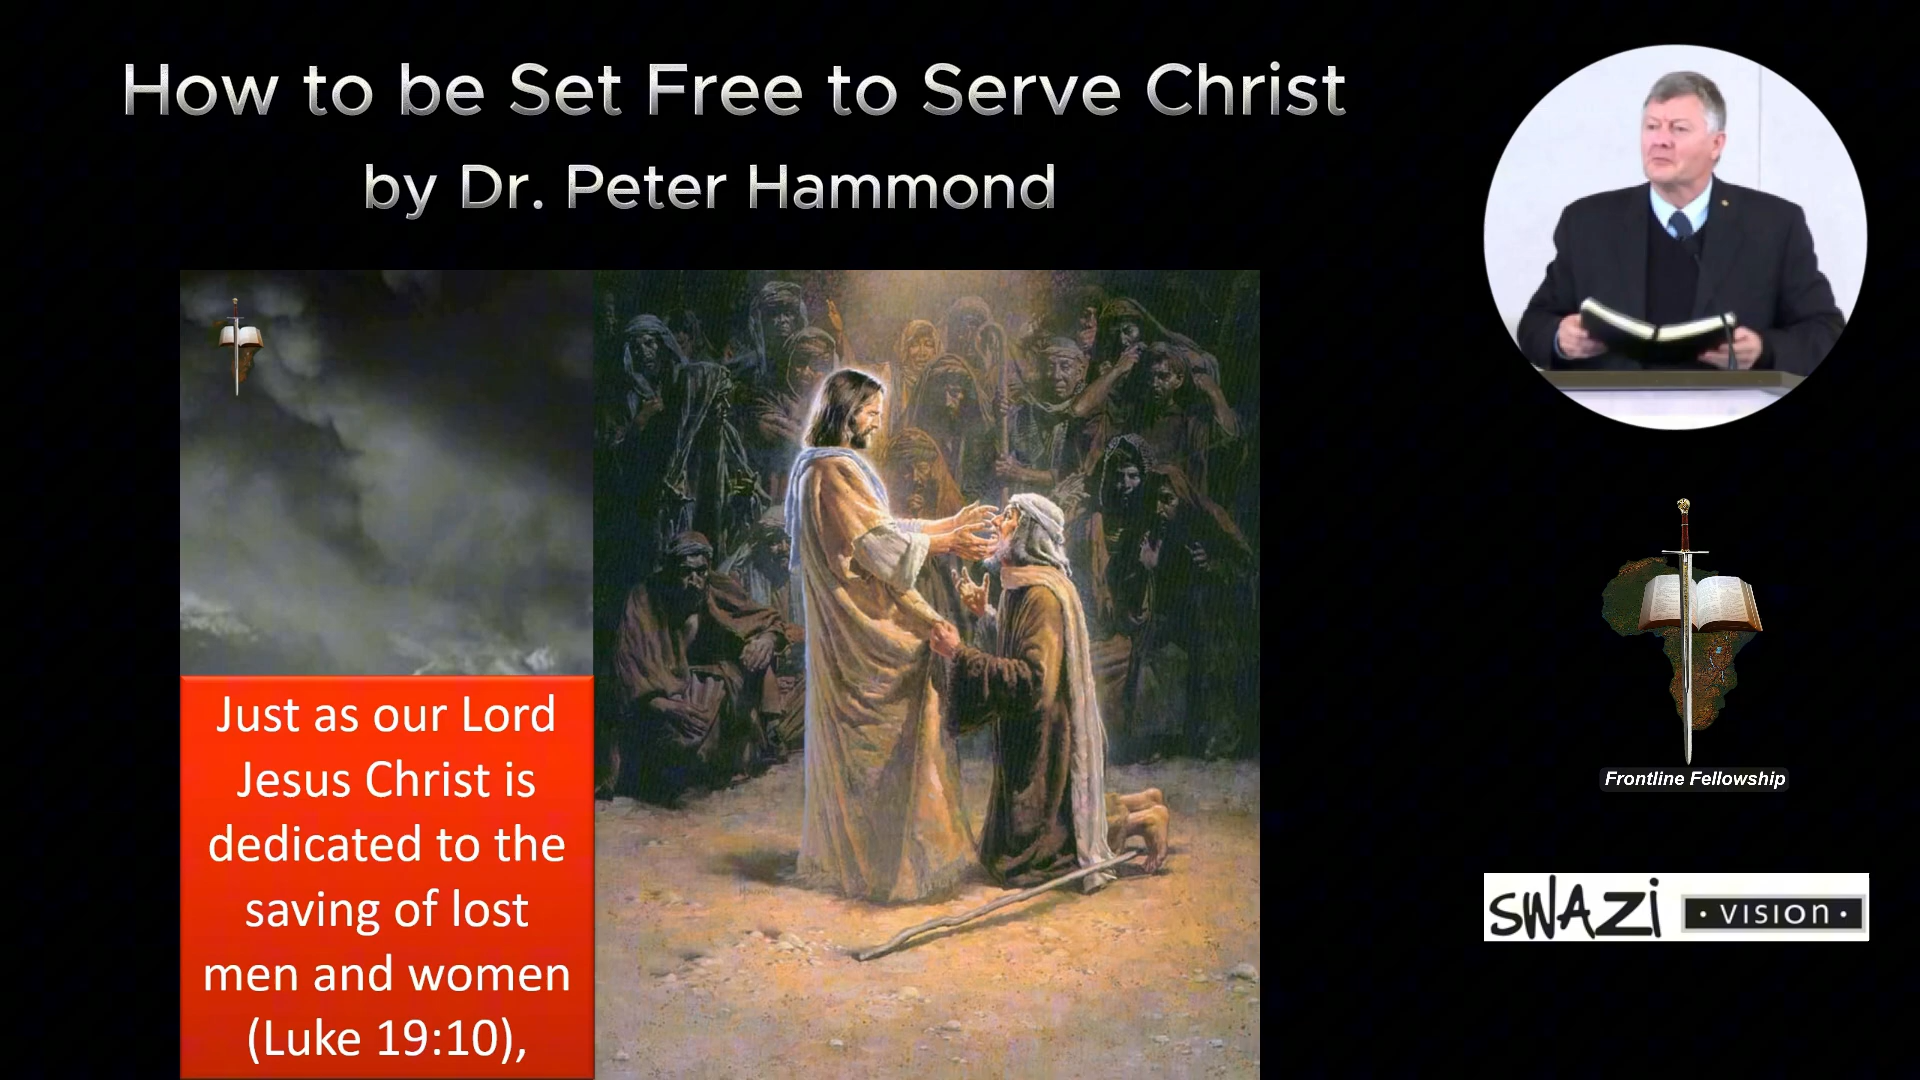 How to be Set Free to Serve Christ
by Dr. Peter Hammond
Just as our Lord
Jesus Christ is
dedicated to the
saving of lost
men and women
(Luke 19:10),
Frontline Fellowship
SWAZi
• VISION •